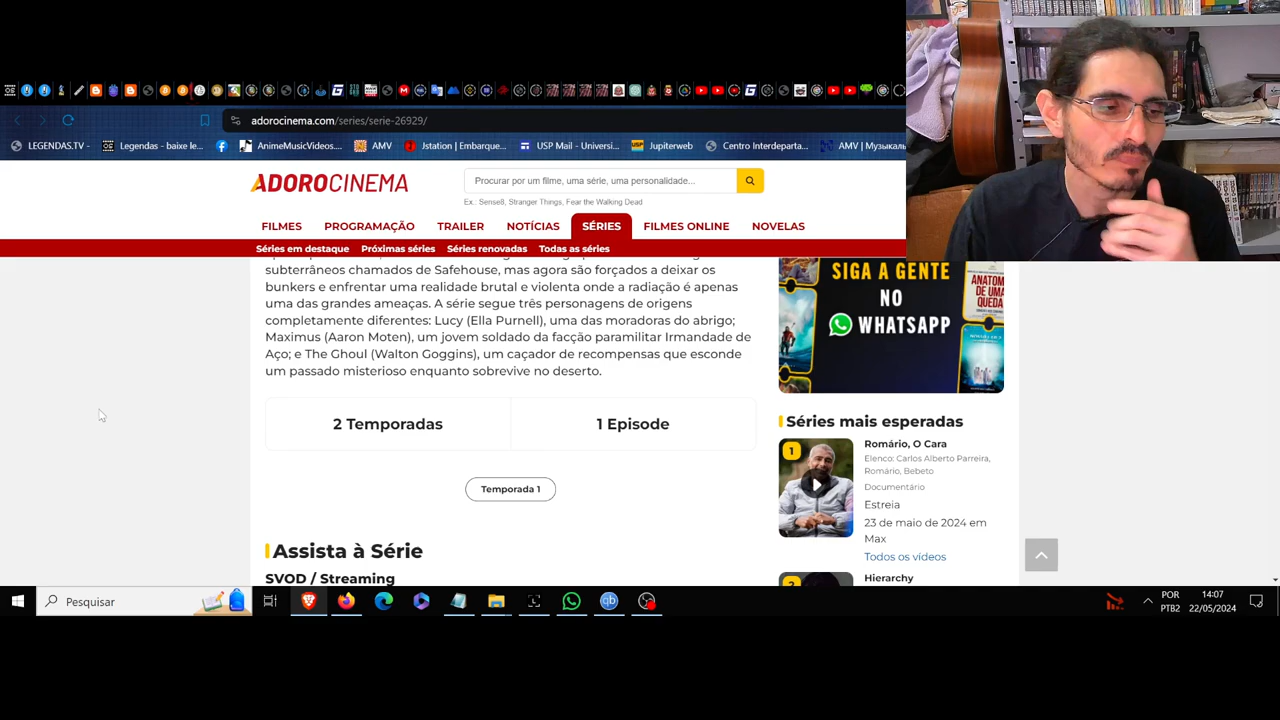 adorocinema.com/series/serie-26929/
LEGENDAS.TV -
Legendas - baixe le...
AnimeMusicVideos....
AMV
Jstation | Embarque...
USP Mail - Universi...
Jupiterweb
Centro Interdeparta...
AMV | Музыкаль
ADOROCINEMA
Procurar por um filme, uma série, uma personalidade...
Ex.: Sense8, Stranger Things, Fear the Walking Dead
FILMES
PROGRAMAÇÃO
TRAILER
NOTÍCIAS
SÉRIES
FILMES ONLINE
NOVELAS
Séries em destaque
Próximas séries
Séries renovadas
Todas as séries
subterrâneos chamados de Safehouse, mas agora são forçados a deixar os
bunkers e enfrentar uma realidade brutal e violenta onde a radiação é apenas
uma das grandes ameaças. A série segue três personagens de origens
completamente diferentes: Lucy (Ella Purnell), uma das moradoras do abrigo;
Maximus (Aaron Moten), um jovem soldado da facção paramilitar Irmandade de
Aço; e The Ghoul (Walton Goggins), um caçador de recompensas que esconde
um passado misterioso enquanto sobrevive no deserto.
2 Temporadas
1 Episode
Temporada 1
Assista à Série
SVOD / Streaming
SIGA A GENTE
NO
WHATSAPP
ANATOM
DE UMA
QUEDA
Séries mais esperadas
1
Romário, O Cara
Elenco: Carlos Alberto Parreira,
Romário, Bebeto
Documentário
Estreia
23 de maio de 2024 em
Max
Todos os vídeos
2
Hierarchy
Pesquisar
POR
PTB2
14:07
22/05/2024